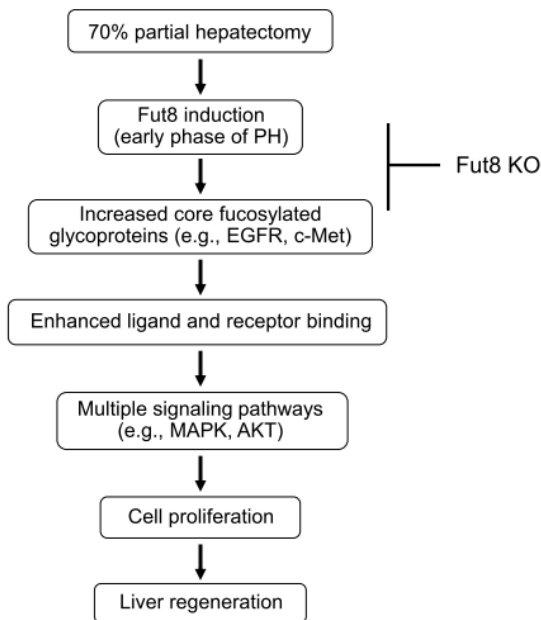 70% partial hepatectomy
Fut8 induction
(early phase of PH)
Fut8 KO
Increased core fucosylated
glycoproteins (e.g., EGFR, c-Met)
Enhanced ligand and receptor binding
Multiple signaling pathways
(e.g., MAPK, AKT)
Cell proliferation
Liver regeneration